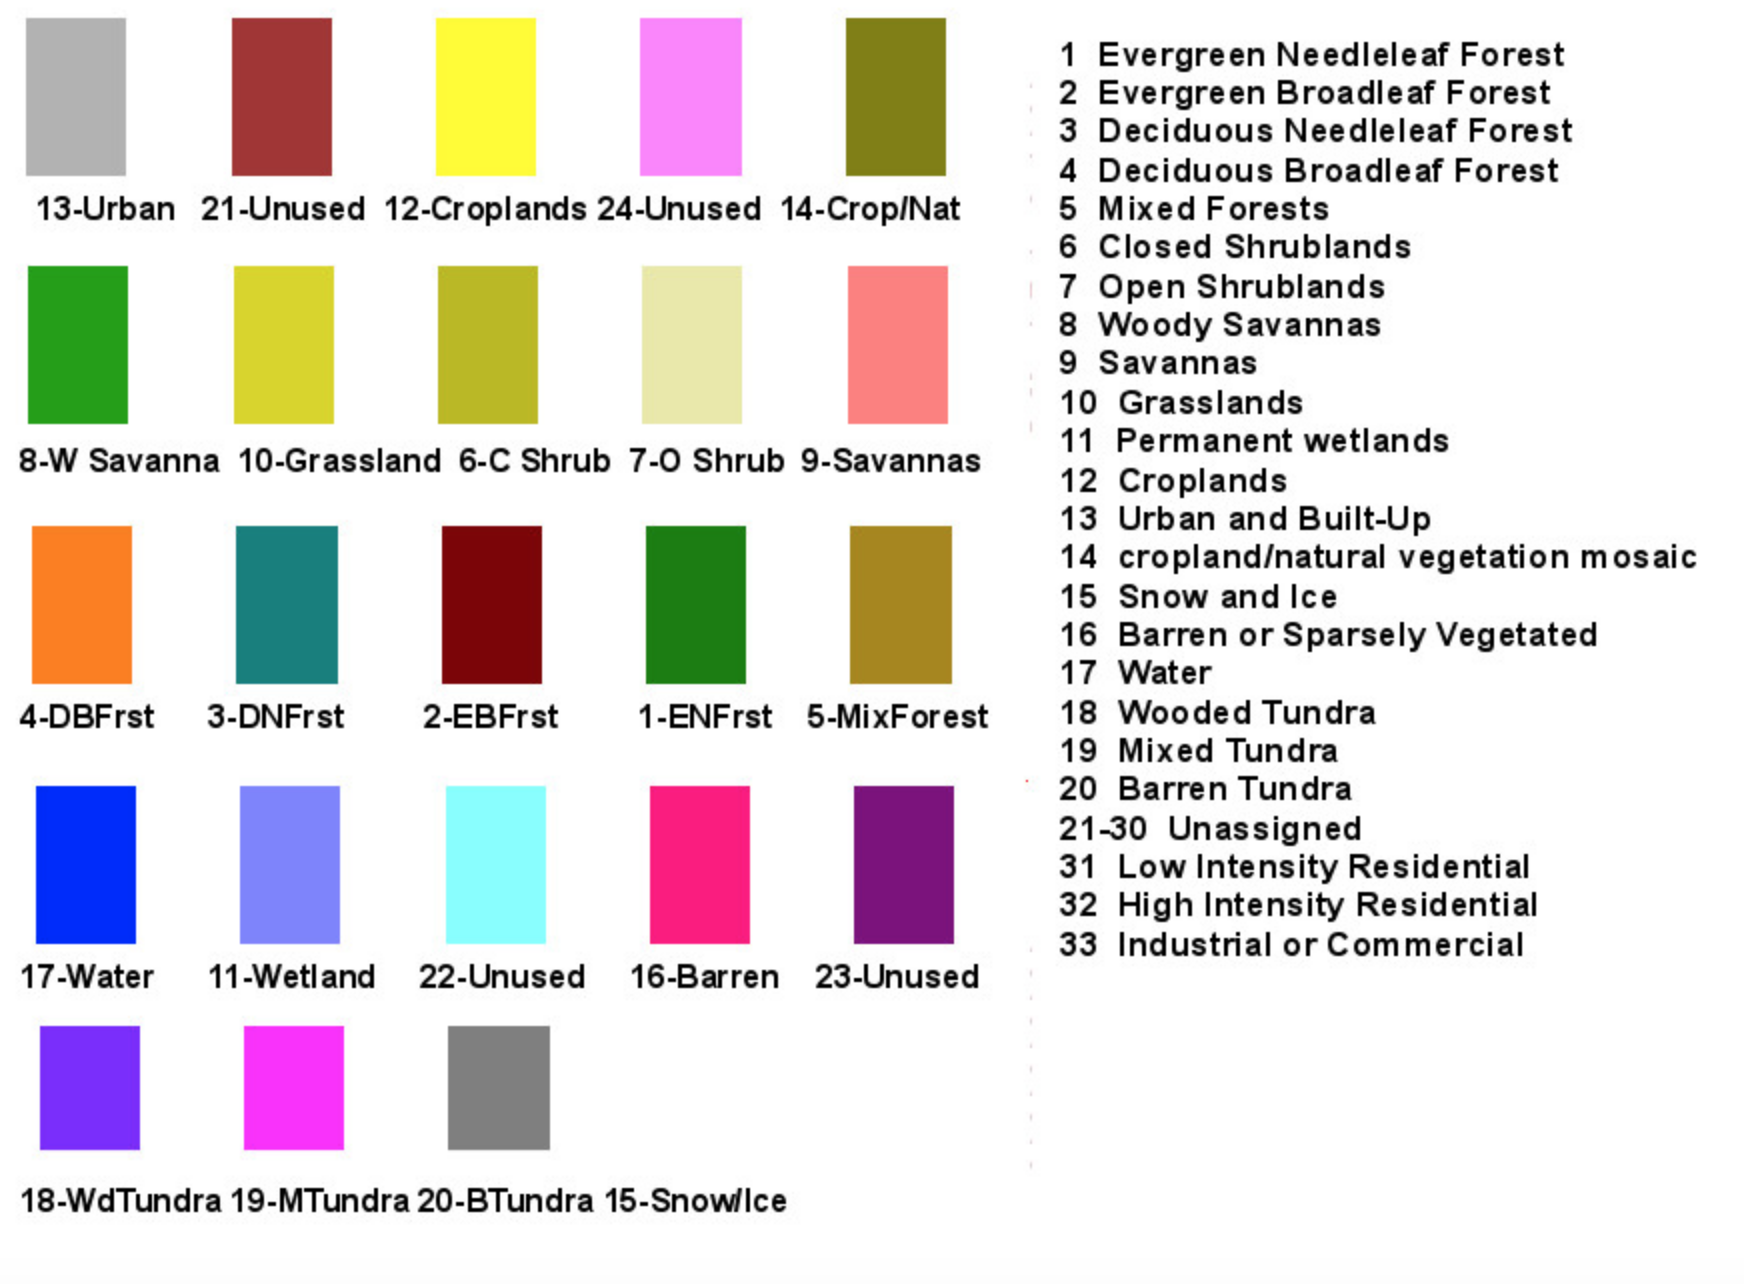 13-Urban 21-Unused 12-Croplands 24-Unused 14-Crop/Nat
8-W Savanna 10-Grassland 6-C Shrub 7-O Shrub 9-Savannas
4-DBFrst 3-DNFrst 2-EBFrst 1-ENFrst 5-MixForest
17-Water 11-Wetland 22-Unused 16-Barren 23-Unused
18-WdTundra 19-MTundra 20-BTundra 15-Snow/Ice
1 Evergreen Needleleaf Forest
2 Evergreen Broadleaf Forest
3 Deciduous Needleleaf Forest
4 Deciduous Broadleaf Forest
5 Mixed Forests
6 Closed Shrublands
7 Open Shrublands
8 Woody Savannas
9 Savannas
10 Grasslands
11 Permanent wetlands
12 Croplands
13 Urban and Built-Up
14 cropland/natural vegetation mosaic
15 Snow and Ice
16 Barren or Sparsely Vegetated
17 Water
18 Wooded Tundra
19 Mixed Tundra
20 Barren Tundra
21-30 Unassigned
31 Low Intensity Residential
32 High Intensity Residential
33 Industrial or Commercial